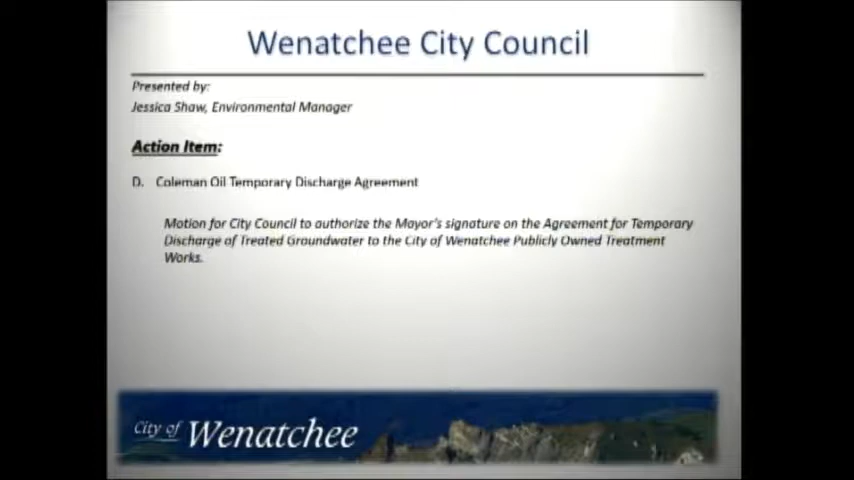 Wenatchee City Council
Presented by:
Jessica Shaw, Environmental Manager
Action Item:
D. Coleman Oil Temporary Discharge Agreement
Motion for City Council to authorize the Mayor's signature on the Agreement for Temporary
Discharge of Treated Groundwater to the City of Wenatchee Publicly Owned Treatment
Works.
City of Wenatchee